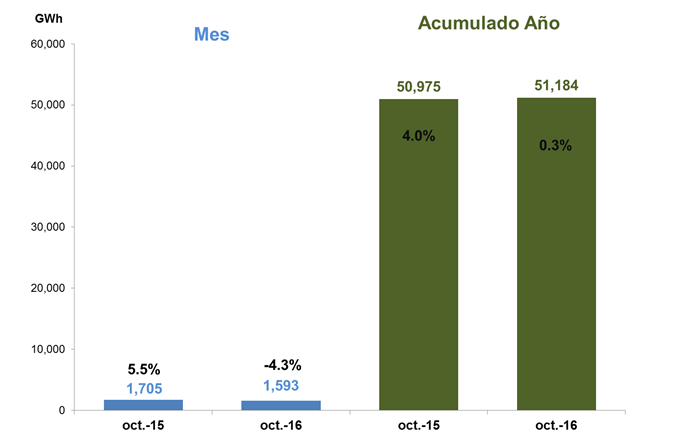 GWh
Mes
Acumulado Año
60,000
50,000
40,000
30,000
20,000
10,000
0
5.5%
1,705
-4.3%
1,593
50,975
4.0%
51,184
0.3%
oct.-15
oct.-16
oct.-15
oct.-16